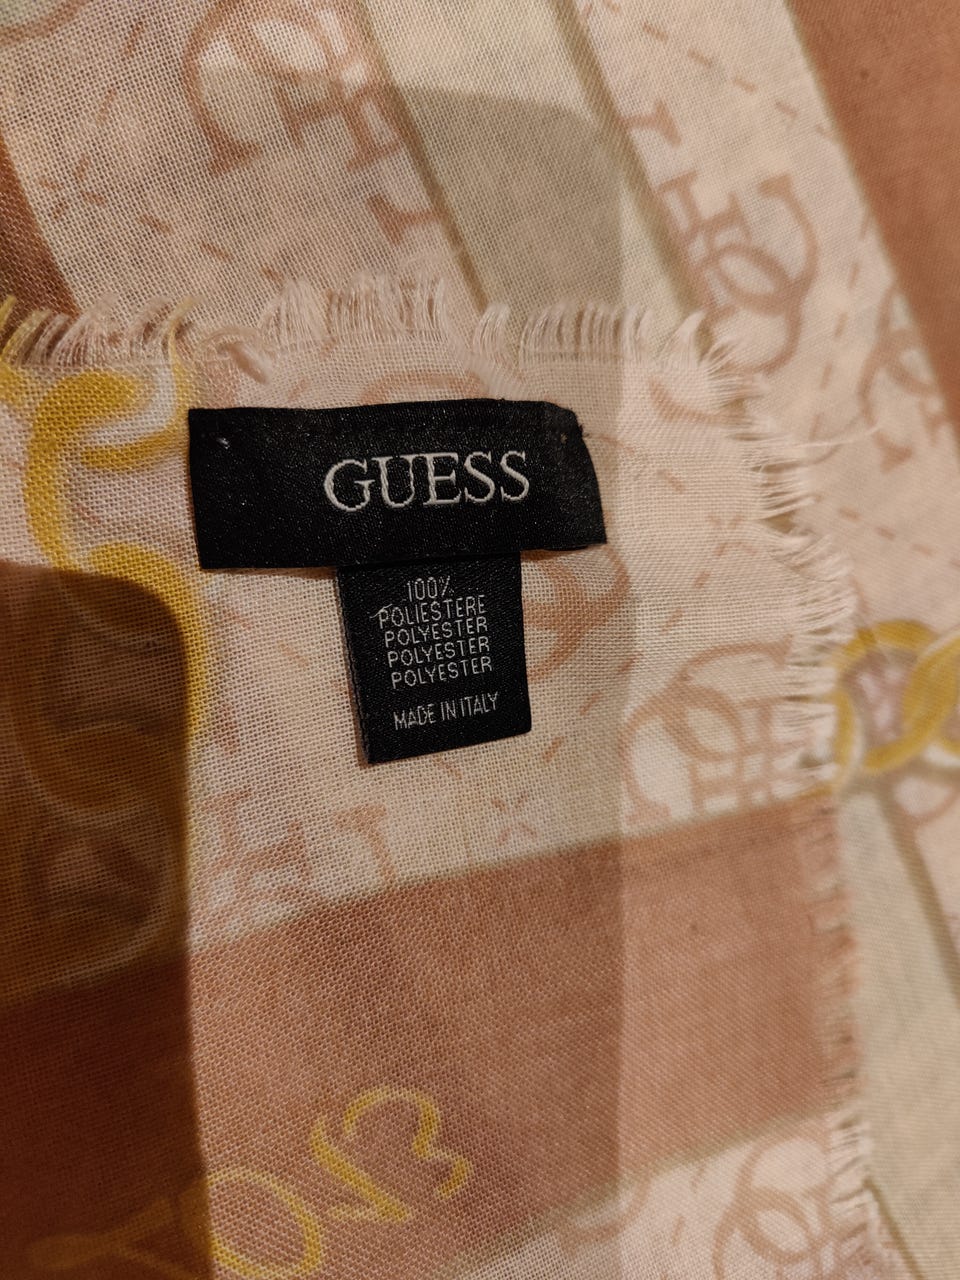 GUESS
100%
POLIESTERE
POLYESTER
POLYESTER
POLYESTER
MADE IN ITALY